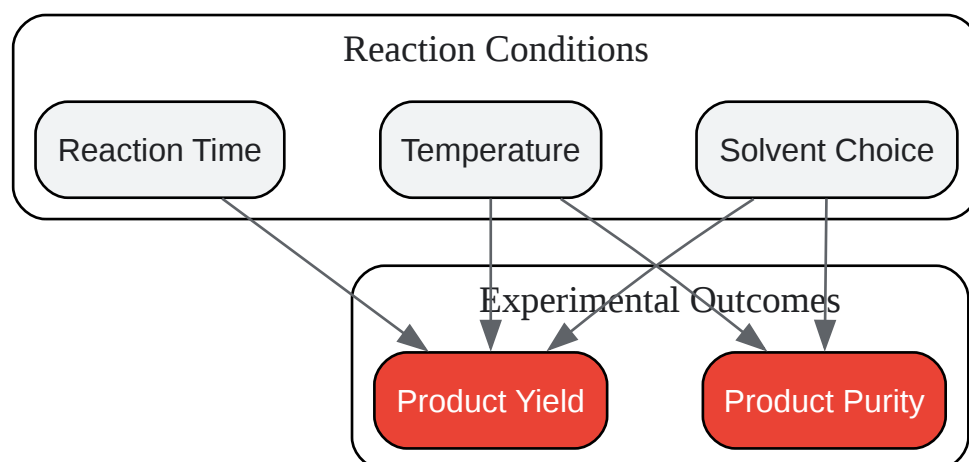 Reaction Conditions
Reaction Time
Temperature
Solvent Choice
Experimental Outcomes
Product Yield
Product Purity